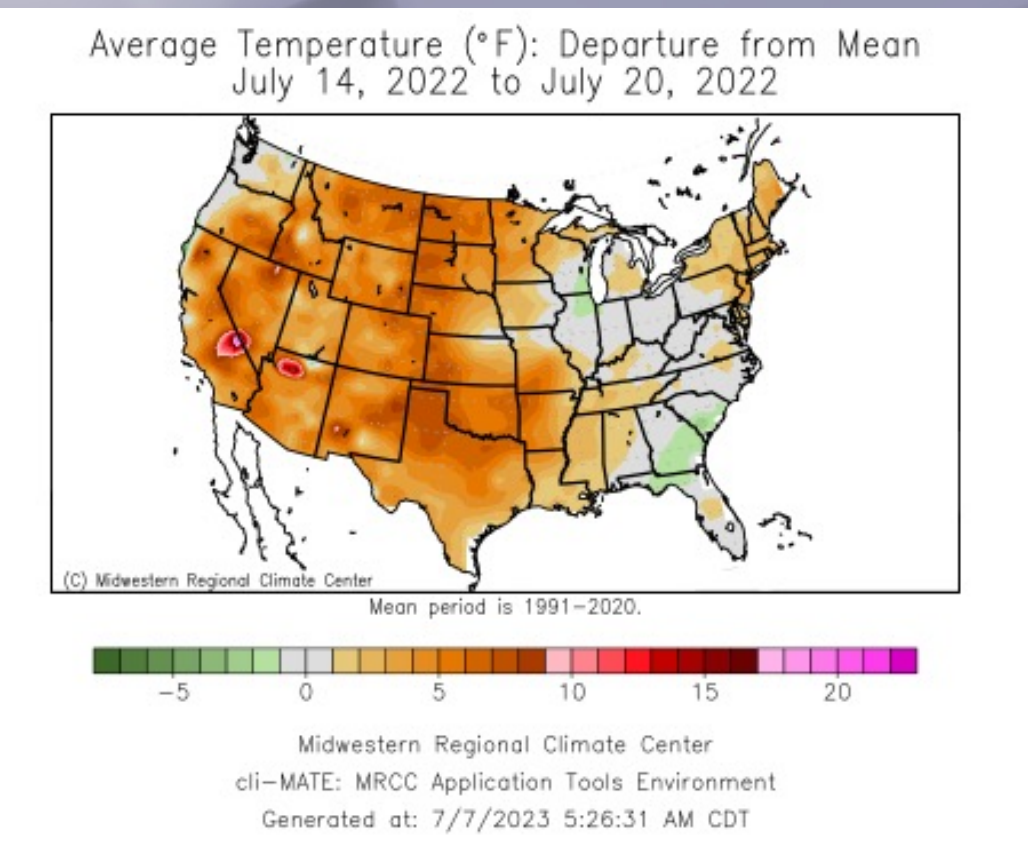 Average Temperature (°F): Departure from Mean
July 14, 2022 to July 20, 2022
(C) Midwestern Regional Climate Center
Mean period is 1991-2020.
-5 0 5 10 15 20
Midwestern Regional Climate Center
cli-MATE: MRCC Application Tools Environment
Generated at: 7/7/2023 5:26:31 AM CDT